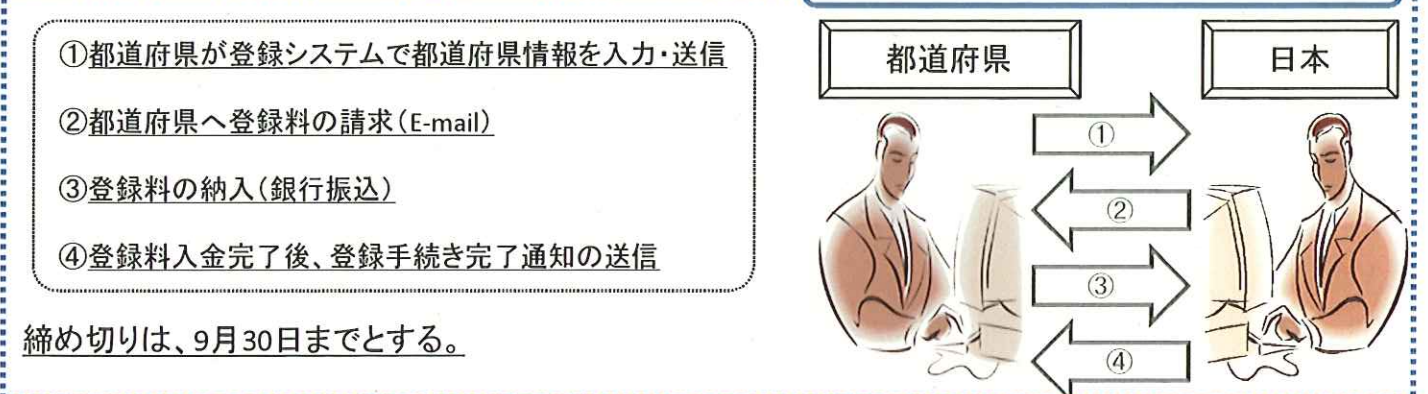 ①都道府県が登録システムで都道府県情報を入力・送信
②都道府県へ登録料の請求（E-mail）
③登録料の納入（銀行振込）
④登録料入金完了後、登録手続き完了通知の送信
締め切りは、9月30日までとする。
都道府県
日本
①
②
③
④